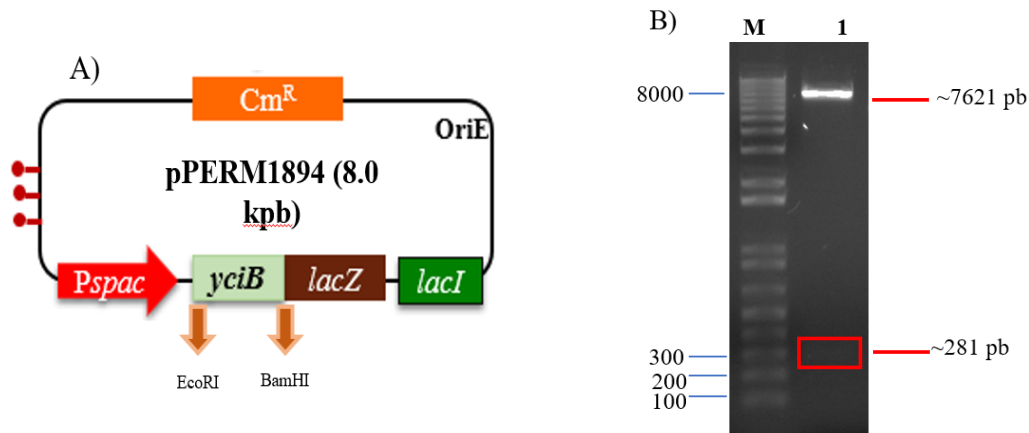 A)
Cm^R
OriE
pPERM1894 (8.0
kpb)
Pspac
yciB
lacZ
lacI
EcoRI
BamHI
B)
M 1
8000
~7621 pb
300
~281 pb
200
100